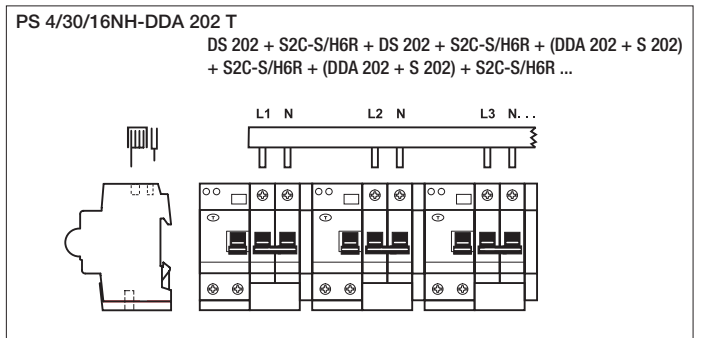 PS 4/30/16NH-DDA 202 T
DS 202 + S2C-S/H6R + DS 202 + S2C-S/H6R + (DDA 202 + S 202)
+ S2C-S/H6R + (DDA 202 + S 202) + S2C-S/H6R ...
L1 N L2 N L3 N...
T T T